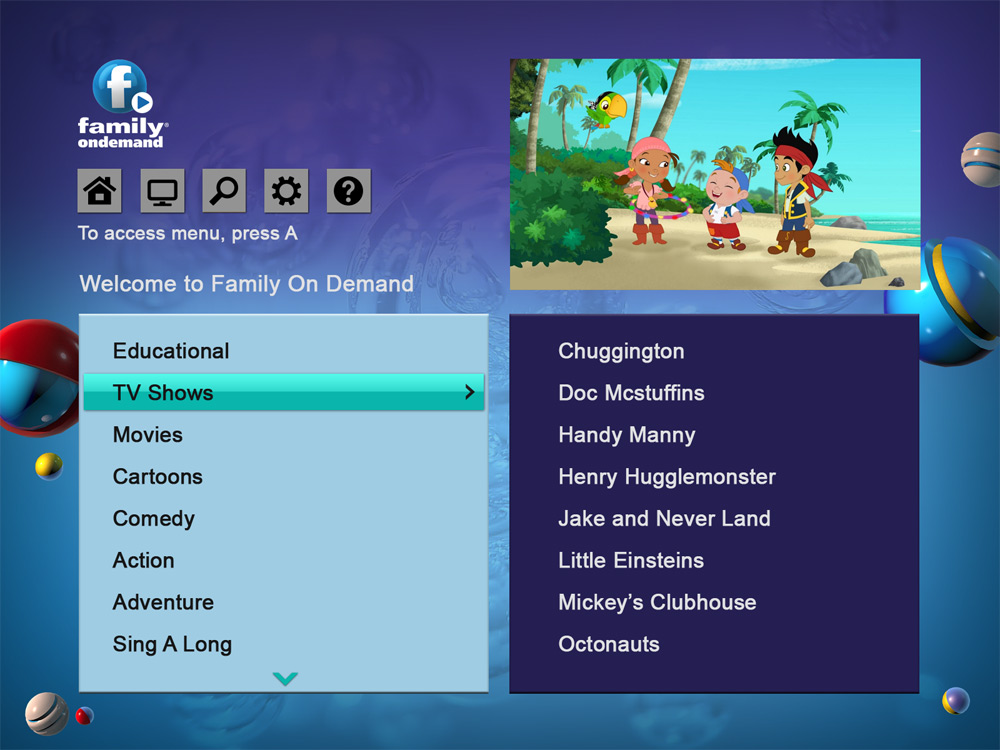 f
family®
ondemand
?
To access menu, press A
Welcome to Family On Demand
Educational
TV Shows
Movies
Cartoons
Comedy
Action
Adventure
Sing A Long
Chuggington
Doc Mcstuffins
Handy Manny
Henry Hugglemonster
Jake and Never Land
Little Einsteins
Mickey’s Clubhouse
Octonauts